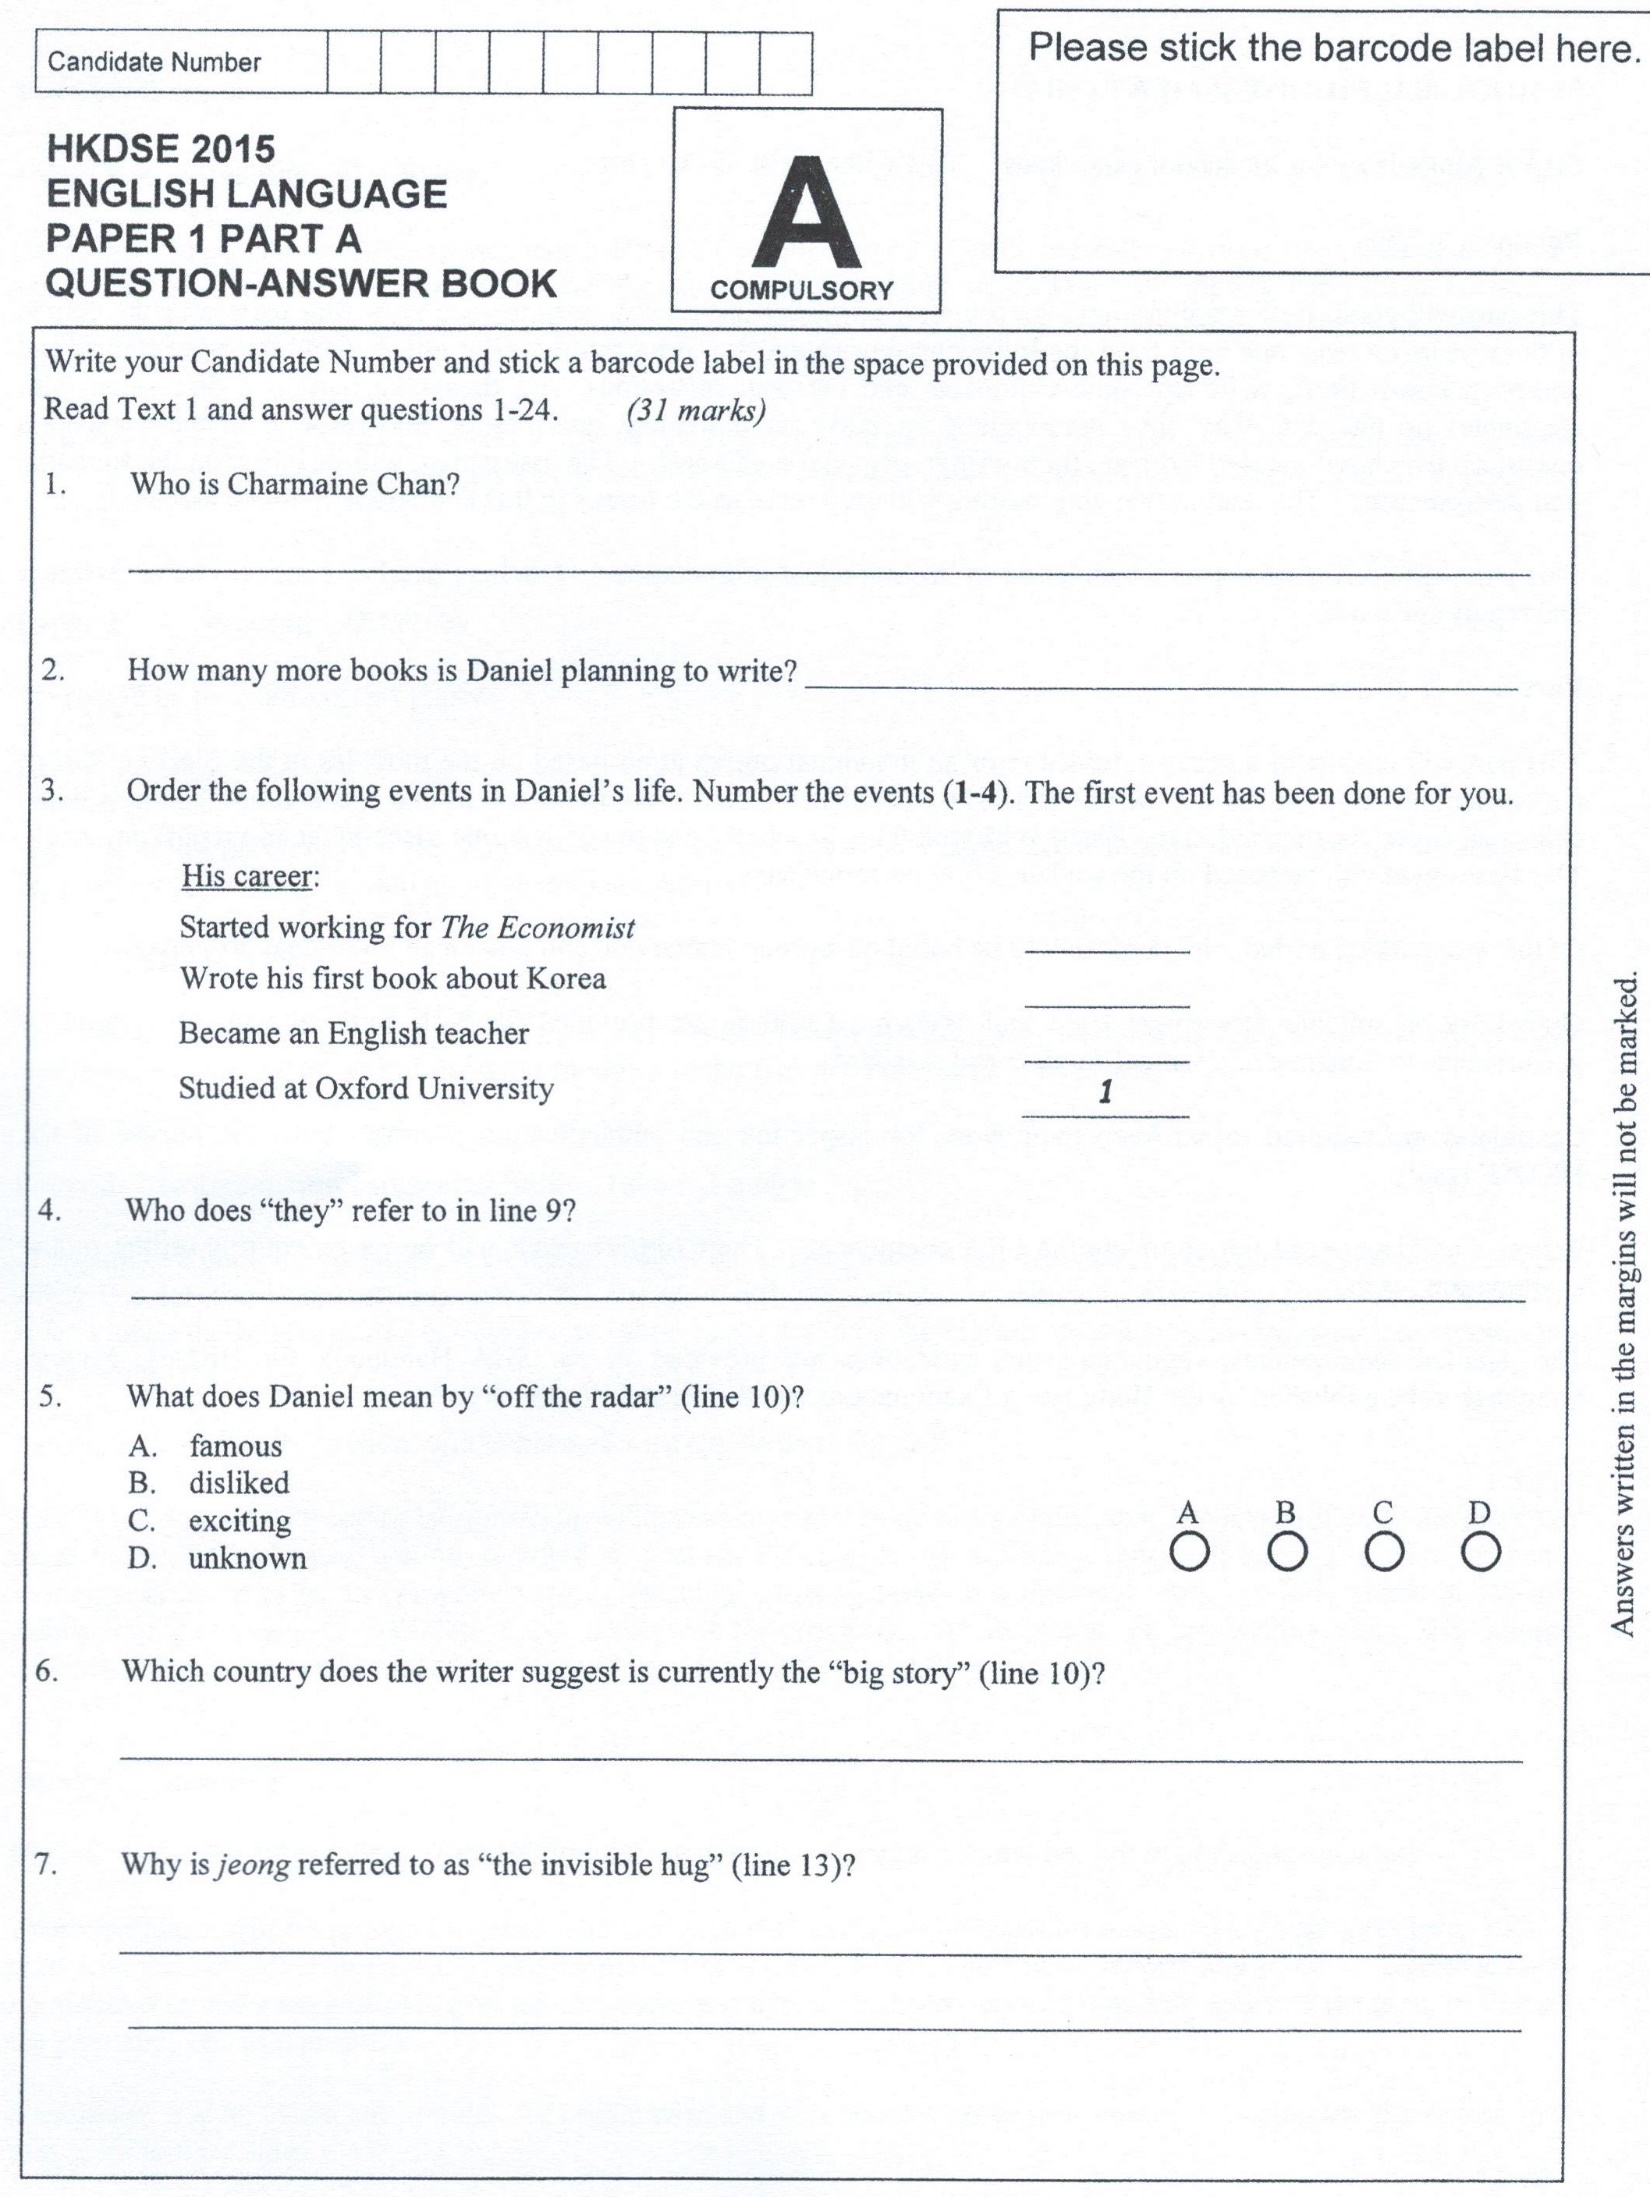 Candidate Number
Please stick the barcode label here.
HKDSE 2015
ENGLISH LANGUAGE
PAPER 1 PART A
QUESTION-ANSWER BOOK
A
COMPULSORY
Write your Candidate Number and stick a barcode label in the space provided on this page.
Read Text 1 and answer questions 1-24. (31 marks)
1. Who is Charmaine Chan?
2. How many more books is Daniel planning to write?
3. Order the following events in Daniel's life. Number the events (1-4). The first event has been done for you.
His career:
Started working for The Economist
Wrote his first book about Korea
Became an English teacher
Studied at Oxford University 1
4. Who does “they” refer to in line 9?
5. What does Daniel mean by “off the radar” (line 10)?
A. famous
B. disliked
C. exciting
D. unknown
A B C D
6. Which country does the writer suggest is currently the “big story” (line 10)?
7. Why is jeong referred to as “the invisible hug” (line 13)?
Answers written in the margins will not be marked.